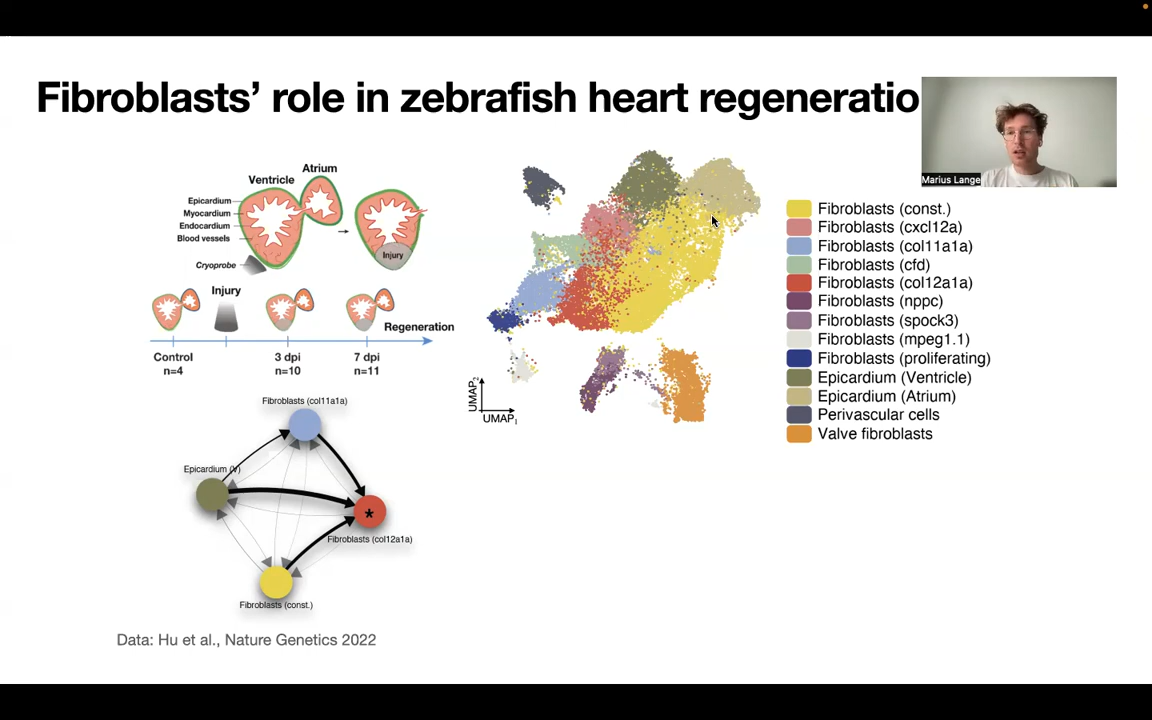 Fibroblasts' role in zebrafish heart regeneratio
Marius Lange
Atrium
Ventricle
Epicardium
Myocardium
Endocardium
Blood vessels
Cryoprobe
Injury
Injury
Regeneration
Control
n=4
3 dpi
n=10
7 dpi
n=11
UMAP2
UMAP1
Fibroblasts (const.)
Fibroblasts (cxcl12a)
Fibroblasts (col11a1a)
Fibroblasts (cfd)
Fibroblasts (col12a1a)
Fibroblasts (nppc)
Fibroblasts (spock3)
Fibroblasts (mpeg1.1)
Fibroblasts (proliferating)
Epicardium (Ventricle)
Epicardium (Atrium)
Perivascular cells
Valve fibroblasts
Fibroblasts (col11a1a)
Epicardium (V)
*
Fibroblasts (col12a1a)
Fibroblasts (const.)
Data: Hu et al., Nature Genetics 2022